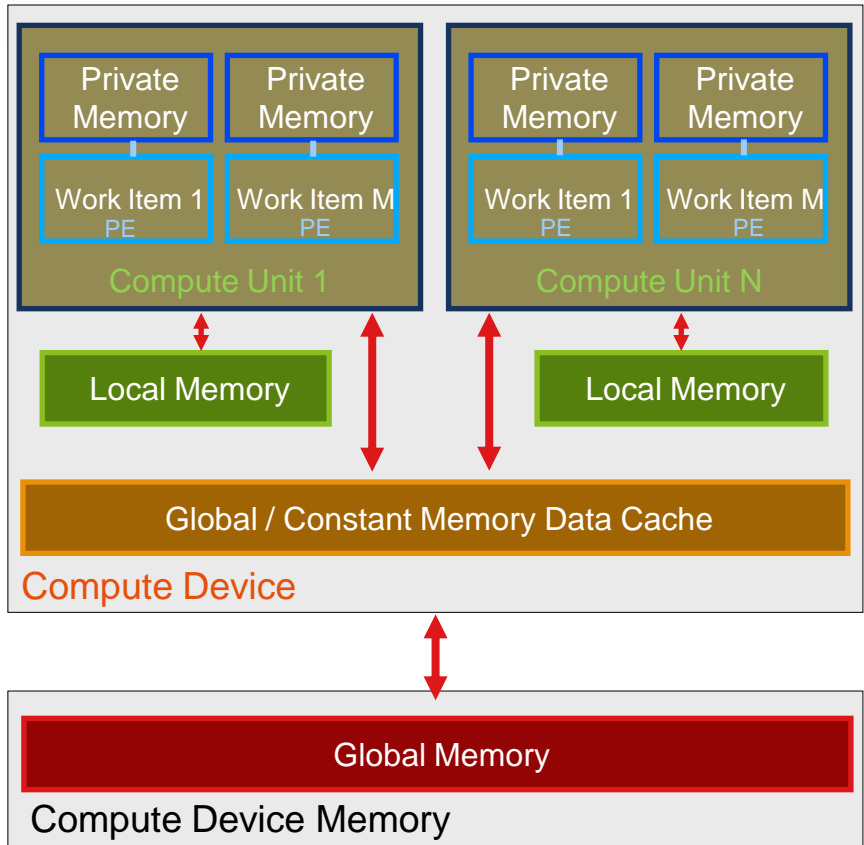 Private
Memory
Private
Memory
Private
Memory
Private
Memory
Work Item 1
PE
Work Item M
PE
Work Item 1
PE
Work Item M
PE
Compute Unit 1
Compute Unit N
Local Memory
Local Memory
Global / Constant Memory Data Cache
Compute Device
Global Memory
Compute Device Memory